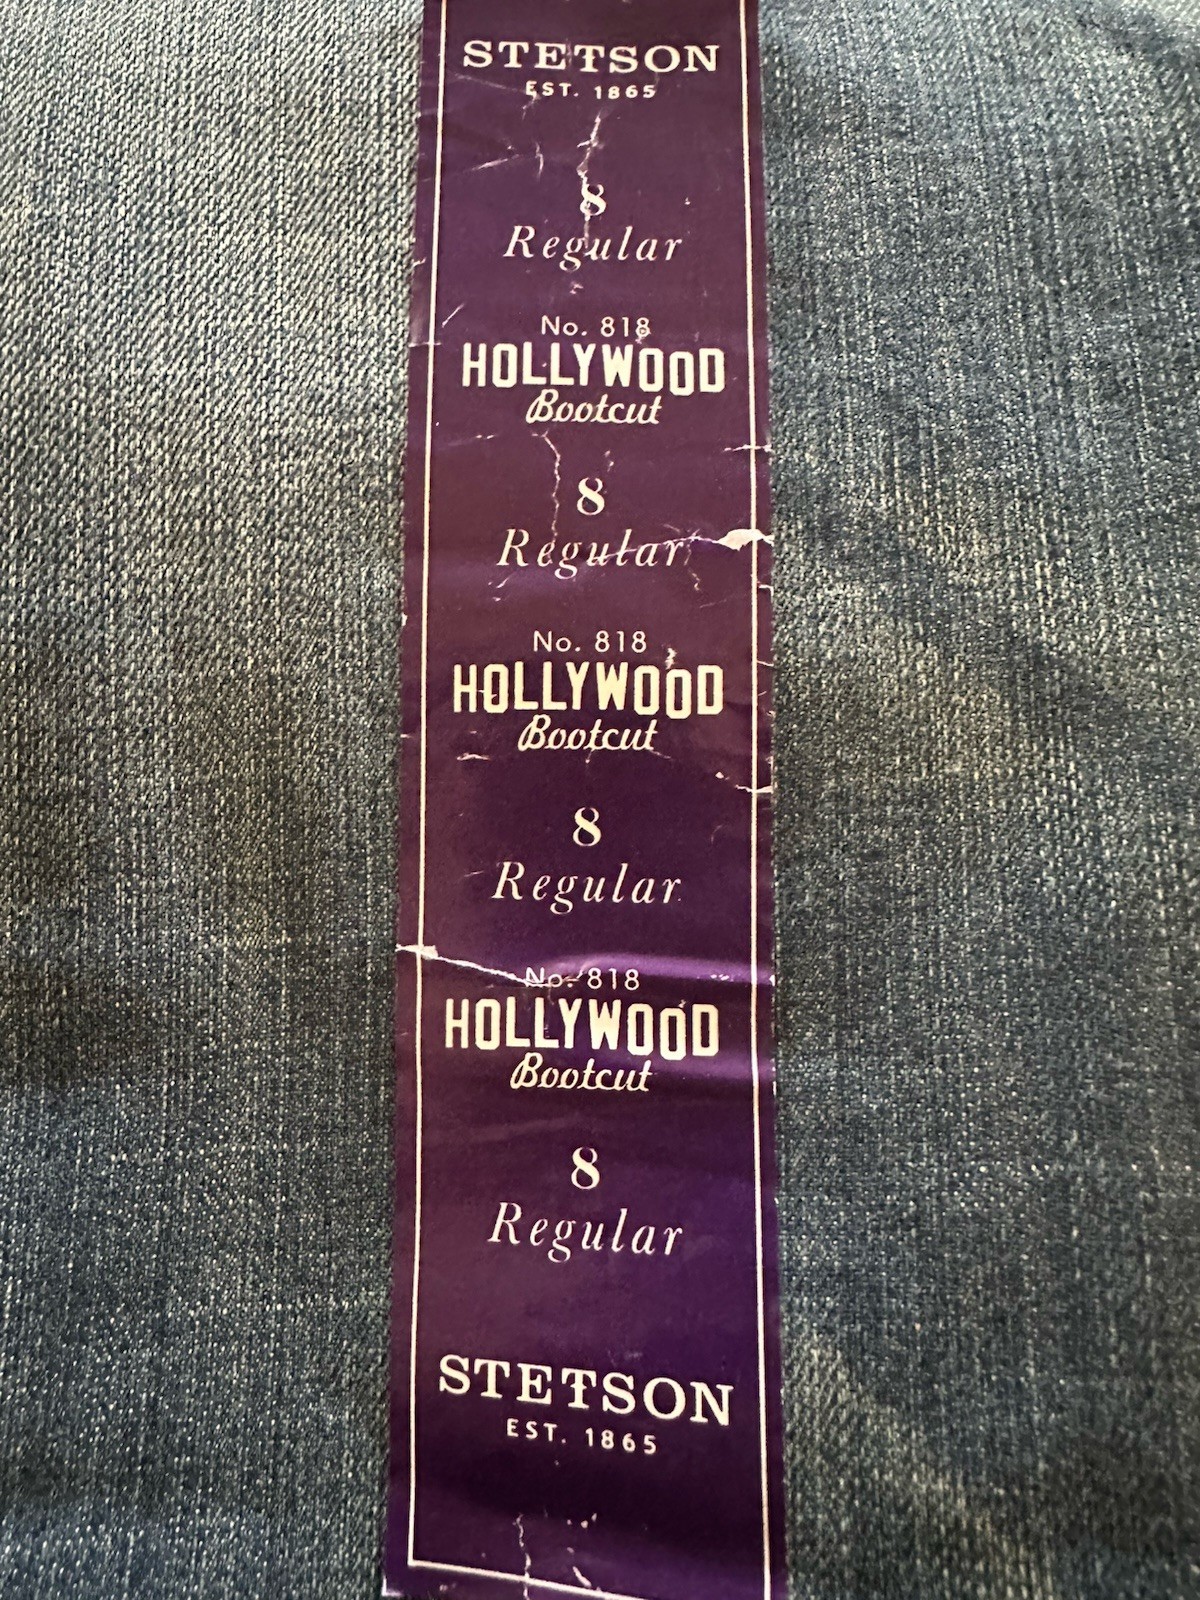 STETSON
EST. 1865
8
Regular
No. 818
HOLLYWOOD
Bootcut
8
Regular
No. 818
HOLLYWOOD
Bootcut
8
Regular
No. 818
HOLLYWOOD
Bootcut
8
Regular
STETSON
EST. 1865